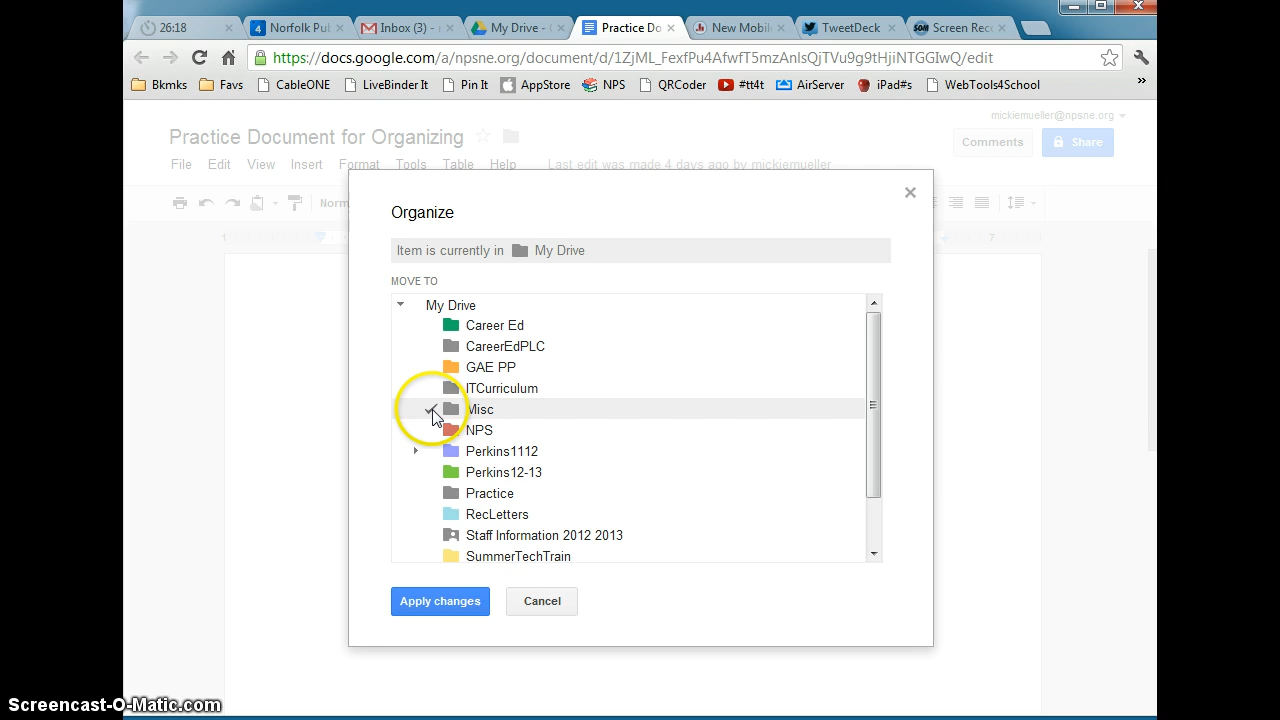 26:18 Norfolk Pu Inbox (3) - My Drive - Practice Do New Mobil TweetDeck Screen Rec
https://docs.google.com/a/npsne.org/document/d/1ZjML_FexfPu4AfwfT5mzAnlsQjTVu9g9tHjiNTGGIwQ/edit
Bkmks Favs CableONE LiveBinder It Pin It AppStore NPS QRCoder #tt4t AirServer iPad#s WebTools4School »
mickiemueller@npsne.org
Practice Document for Organizing
Comments Share
File Edit View Insert Format Tools Table Help Last edit was made 4 days ago by mickiemueller
Norm
Organize
Item is currently in My Drive
MOVE TO
My Drive
Career Ed
CareerEdPLC
GAE PP
ITCurriculum
Misc
NPS
Perkins1112
Perkins12-13
Practice
RecLetters
Staff Information 2012 2013
SummerTechTrain
Apply changes Cancel
Screencast-O-Matic.com